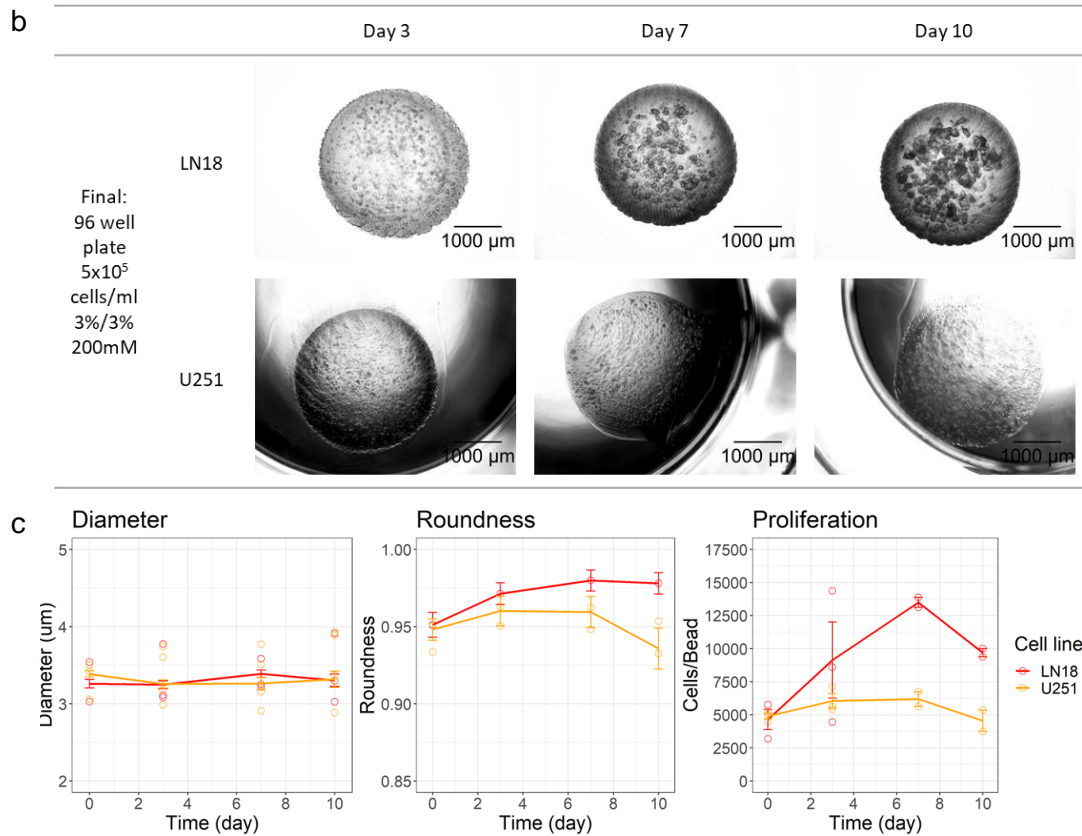 b
Day 3
Day 7
Day 10
Final:
96 well
plate
5x10⁵
cells/ml
3%/3%
200mM
LN18
1000 µm
1000 µm
1000 µm
U251
1000 µm
1000 µm
1000 µm
c
Diameter
Roundness
Proliferation
Diameter (um)
5
4
3
2
0 2 4 6 8 10
Time (day)
Roundness
1.00
0.95
0.90
0.85
0 2 4 6 8 10
Time (day)
Cells/Bead
17500
15000
12500
10000
7500
5000
2500
0
0 2 4 6 8 10
Time (day)
Cell line
LN18
U251